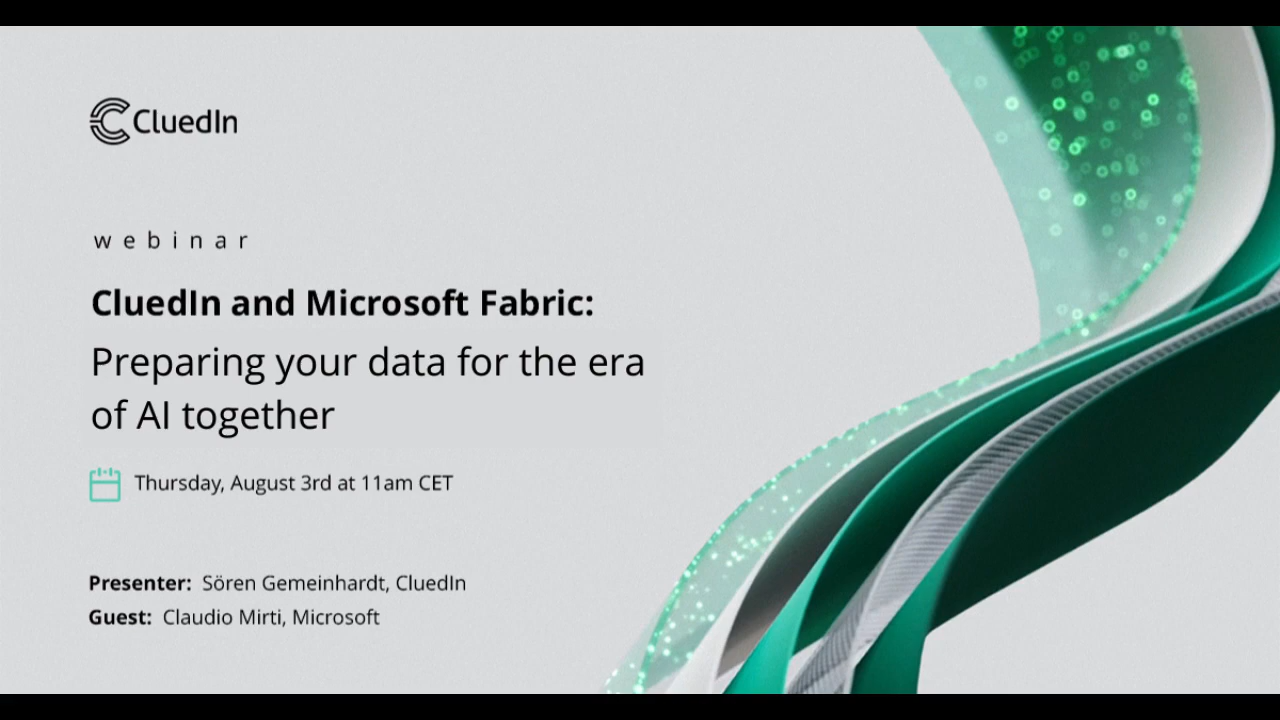 CluedIn
webinar
CluedIn and Microsoft Fabric:
Preparing your data for the era
of AI together
Thursday, August 3rd at 11am CET
Presenter: Sören Gemeinhardt, CluedIn
Guest: Claudio Mirti, Microsoft